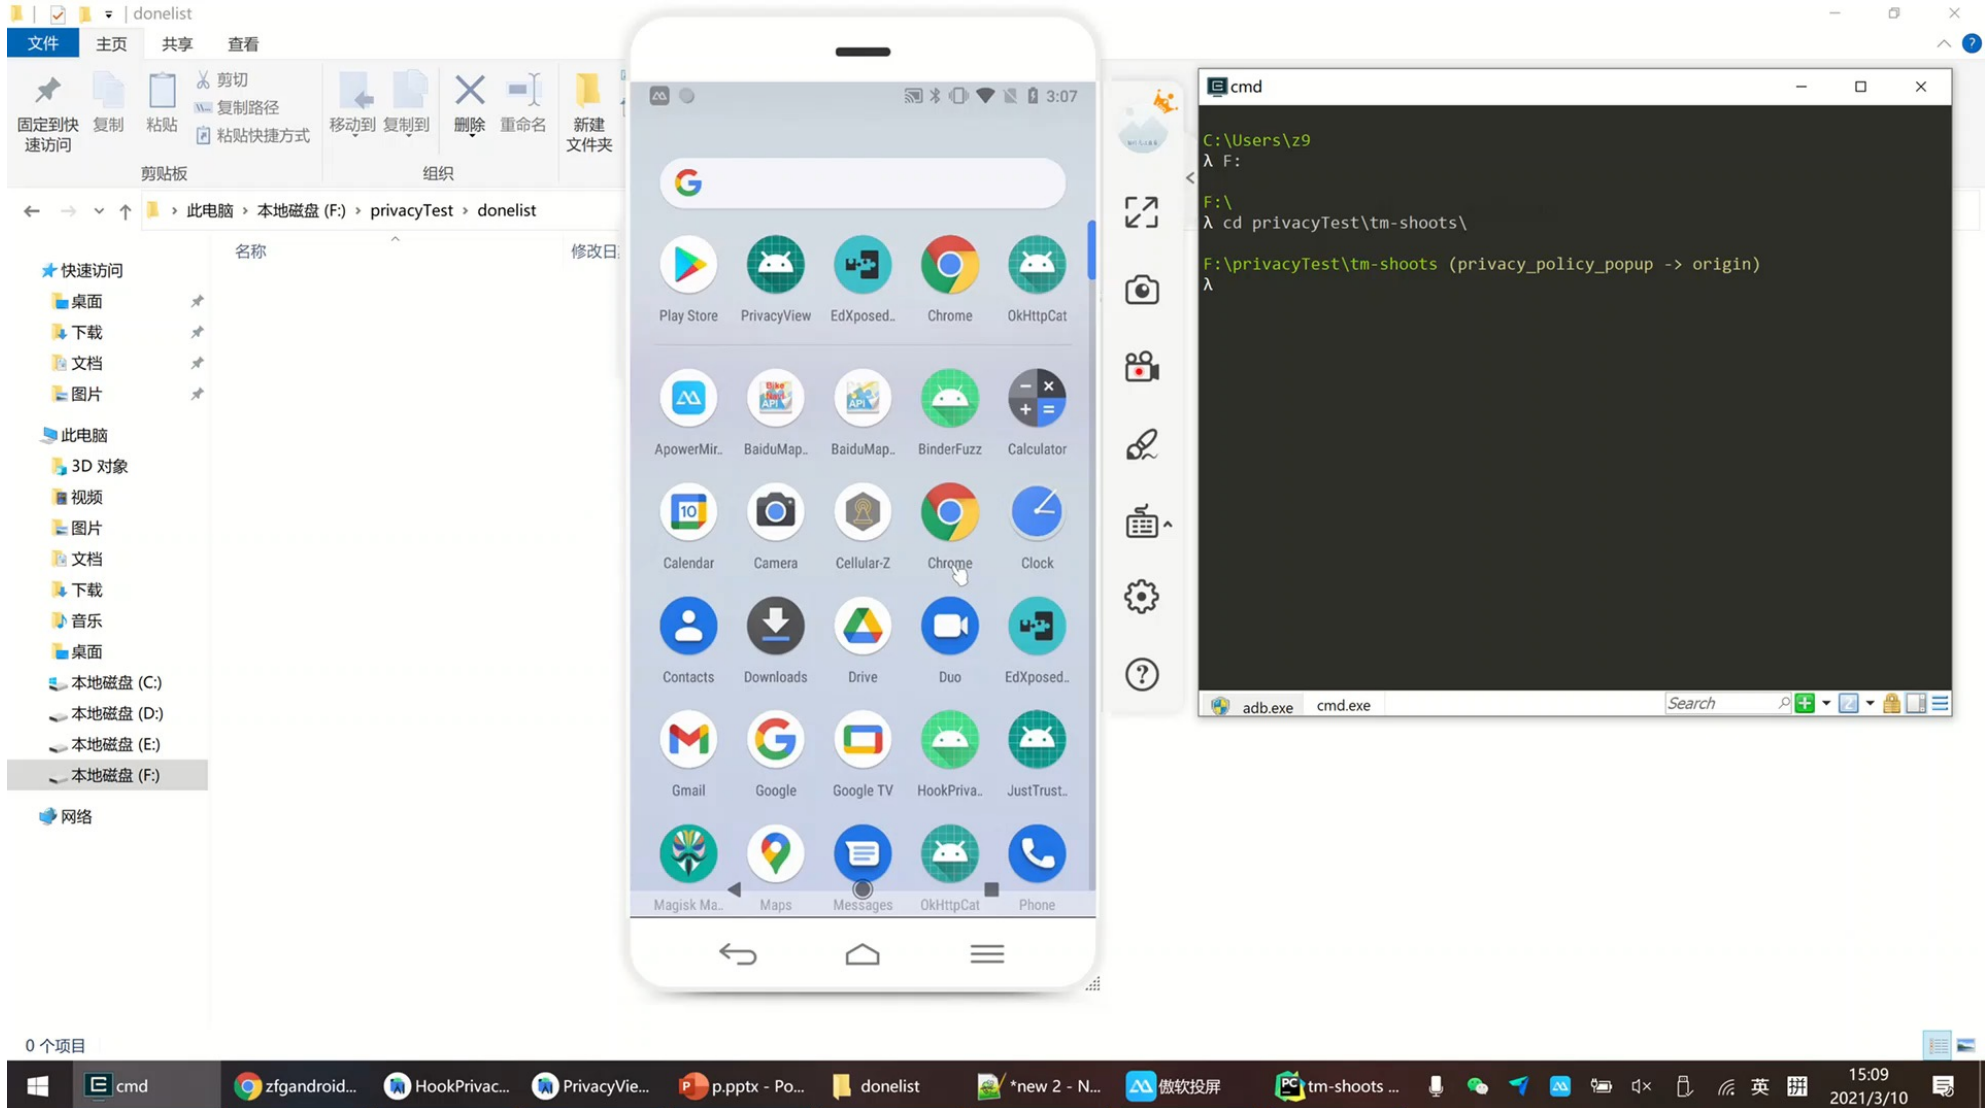 donelist
文件 主页 共享 查看
固定到快速访问
复制
粘贴
剪切
复制路径
粘贴快捷方式
移动到
复制到
删除
重命名
新建文件夹
剪贴板
组织
此电脑 › 本地磁盘 (F:) › privacyTest › donelist
名称
快速访问
桌面
下载
文档
图片
此电脑
3D 对象
视频
图片
文档
下载
音乐
桌面
本地磁盘 (C:)
本地磁盘 (D:)
本地磁盘 (E:)
本地磁盘 (F:)
网络
0 个项目
3:07
Play Store PrivacyView EdXposed.. Chrome OkHttpCat
ApowerMir.. BaiduMap.. BaiduMap.. BinderFuzz Calculator
Calendar Camera Cellular-Z Chrome Clock
Contacts Downloads Drive Duo EdXposed..
Gmail Google Google TV HookPriva.. JustTrust..
Magisk Ma.. Maps Messages OkHttpCat Phone
cmd
C:\Users\z9
λ F:
F:\
λ cd privacyTest\tm-shoots\
F:\privacyTest\tm-shoots (privacy_policy_popup -> origin)
λ
adb.exe cmd.exe Search
cmd zfgandroid... HookPrivac... PrivacyVie... p.pptx - Po... donelist *new 2 - N... 傲软投屏 tm-shoots ... 英 拼
15:09
2021/3/10